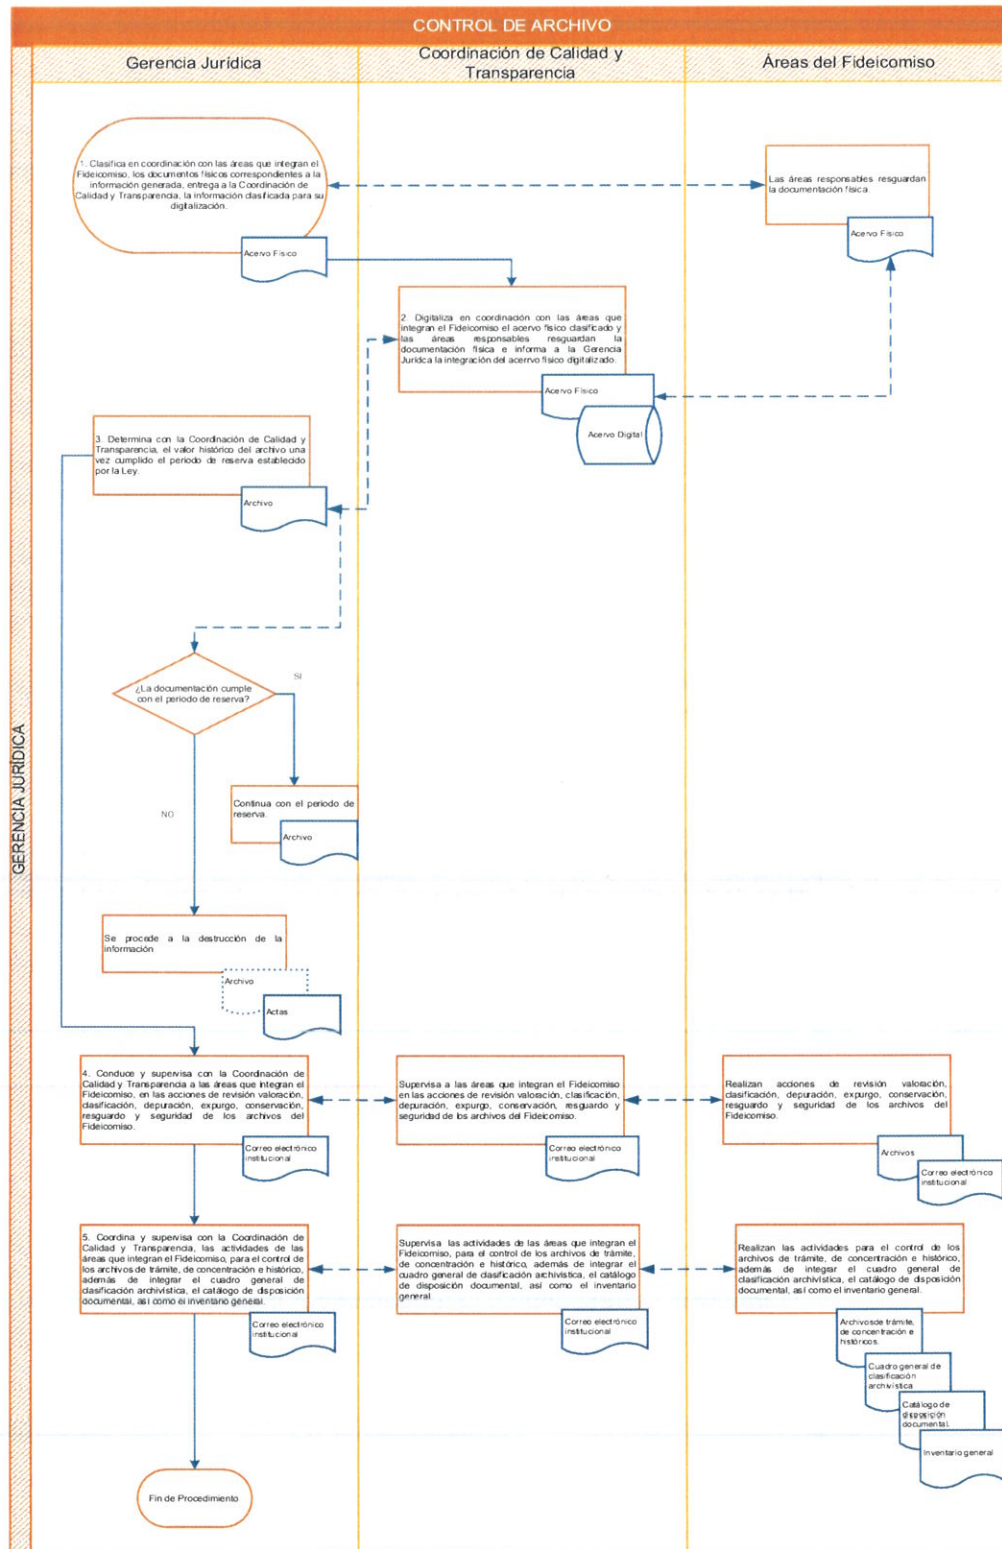 CONTROL DE ARCHIVO
Gerencia Jurídica
Coordinación de Calidad y
Transparencia
Áreas del Fideicomiso
GERENCIA JURÍDICA
1. Clasifica en coordinación con las áreas que integran el
Fideicomiso, los documentos físicos correspondientes a la
información generada, entrega a la Coordinación de
Calidad y Transparencia, la información clasificada para su
digitalización.
Acervo Físico
Las áreas responsables resguardan
la documentación física.
Acervo Físico
2. Digitaliza en coordinación con las áreas que
integran el Fideicomiso el acervo físico clasificado y
las áreas responsables resguardan la
documentación física e informa a la Gerencia
Jurídca la integración del acerrvo físico digitalizado.
Acervo Físico
Acervo Digital
3. Determina con la Coordinación de Calidad y
Transparencia, el valor histórico del archivo una
vez cumplido el periodo de reserva establecido
por la Ley.
Archivo
¿La documentación cumple
con el periodo de reserva?
SI
NO
Continua con el periodo de
reserva.
Archivo
Se procede a la destrucción de la
información
Archivo
Actas
4. Conduce y supervisa con la Coordinación de
Calidad y Transparencia a las áreas que integran el
Fideicomiso, en las acciones de revisión valoración,
clasificación, depuración, expurgo, conservación,
resguardo y seguridad de los archivos del
Fideicomiso.
Correo electrónico
institucional
Supervisa a las áreas que integran el Fideicomiso
en las acciones de revisión valoración, clasificación,
depuración, expurgo, conservación, resguardo y
seguridad de los archivos del Fideicomiso.
Correo electrónico
institucional
Realizan acciones de revisión valoración,
clasificación, depuración, expurgo, conservación,
resguardo y seguridad de los archivos del
Fideicomiso.
Archivos
Correo electrónico
institucional
5. Coordina y supervisa con la Coordinación de
Calidad y Transparencia, las actividades de las
áreas que integran el Fideicomiso, para el control de
los archivos de trámite, de concentración e histórico,
además de integrar el cuadro general de
clasificación archivística, el catálogo de disposición
documental, así como el inventario general.
Correo electrónico
institucional
Supervisa las actividades de las áreas que integran el
Fideicomiso, para el control de los archivos de trámite,
de concentración e histórico, además de integrar el
cuadro general de clasificación archivística, el catálogo
de disposición documental, así como el inventario
general.
Correo electrónico
institucional
Realizan las actividades para el control de los
archivos de trámite, de concentración e histórico,
además de integrar el cuadro general de
clasificación archivística, el catálogo de disposición
documental, así como el inventario general.
Archivos de trámite,
de concentración e
históricos.
Cuadro general de
clasificación
archivística
Catálogo de
disposición
documental.
Inventario general
Fin de Procedimiento